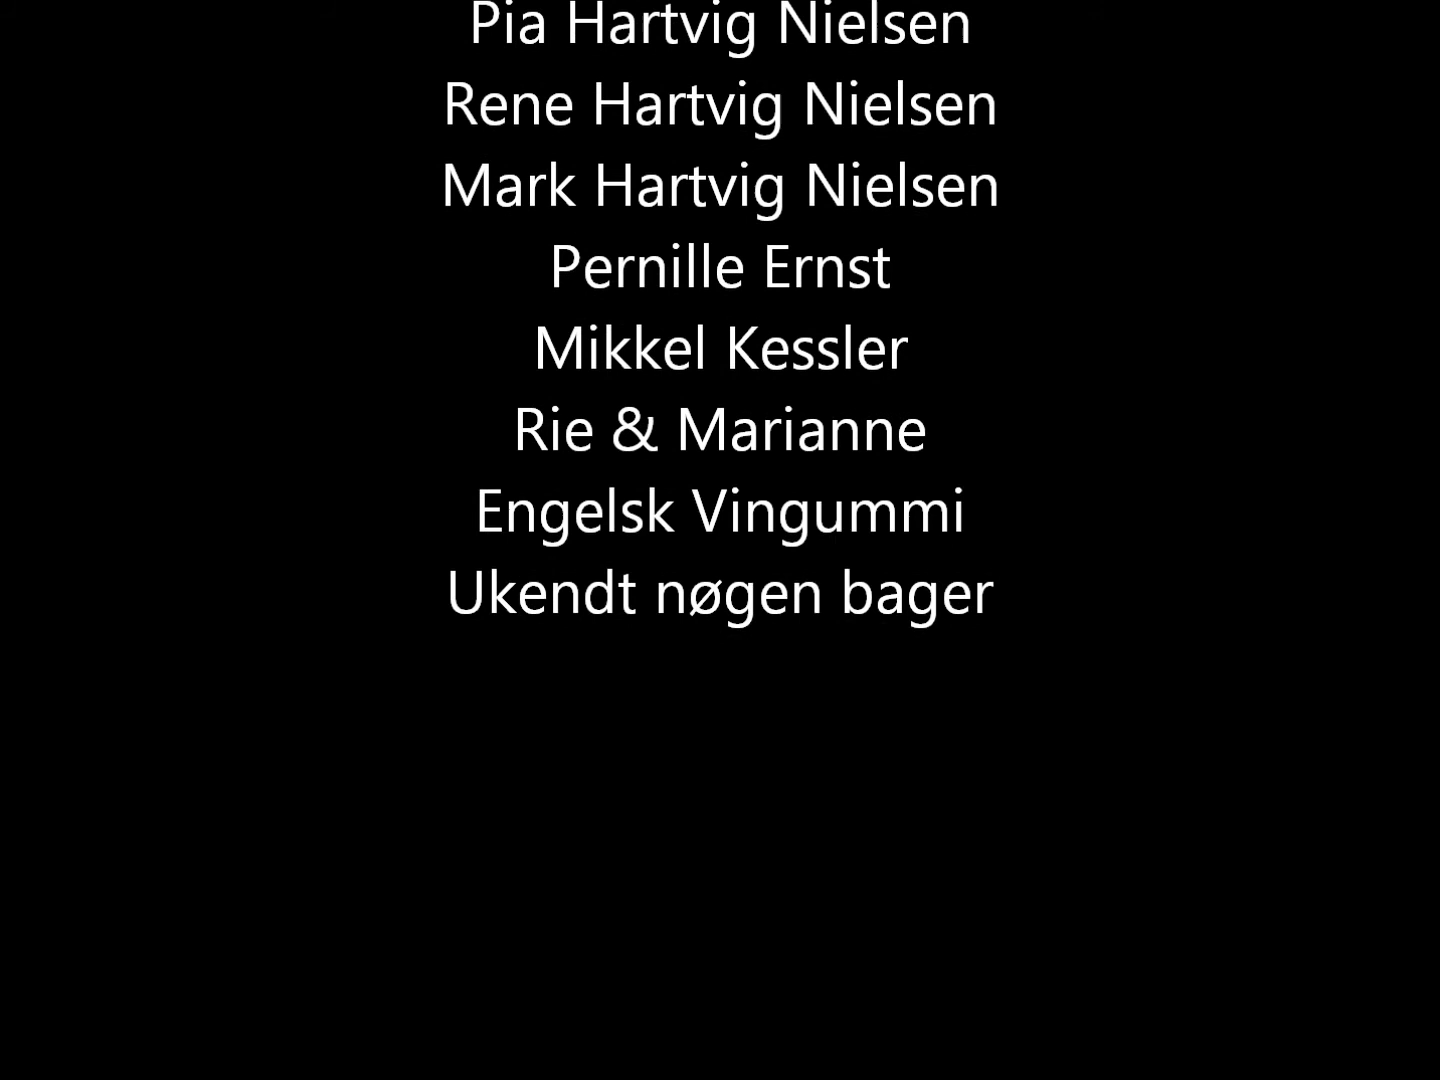 Pia Hartvig Nielsen
Rene Hartvig Nielsen
Mark Hartvig Nielsen
Pernille Ernst
Mikkel Kessler
Rie & Marianne
Engelsk Vingummi
Ukendt nøgen bager